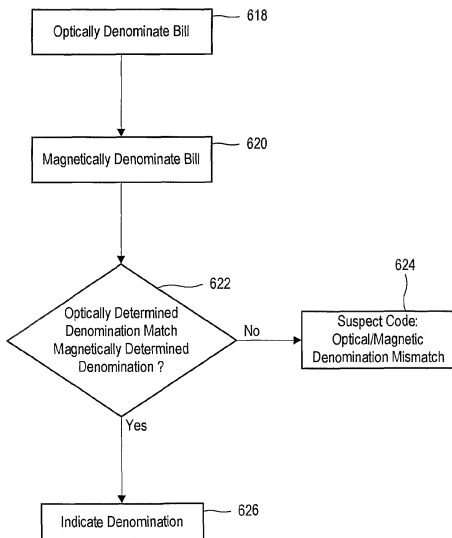 618
Optically Denominate Bill
620
Magnetically Denominate Bill
622
Optically Determined
Denomination Match
Magnetically Determined
Denomination ?
No
624
Suspect Code:
Optical/Magnetic
Denomination Mismatch
Yes
626
Indicate Denomination